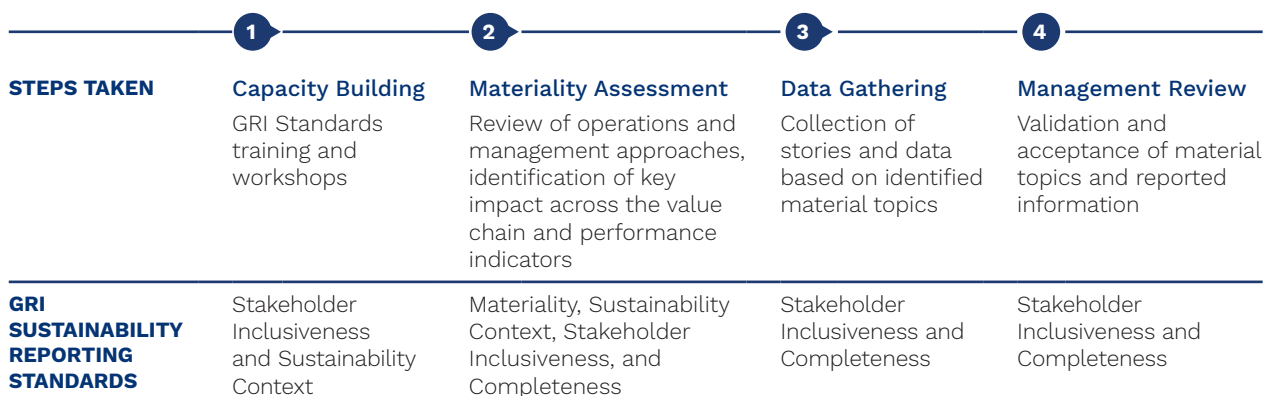 1
2
3
4
STEPS TAKEN
Capacity Building
GRI Standards
training and
workshops
Materiality Assessment
Review of operations and
management approaches,
identification of key
impact across the value
chain and performance
indicators
Data Gathering
Collection of
stories and data
based on identified
material topics
Management Review
Validation and
acceptance of material
topics and reported
information
GRI
SUSTAINABILITY
REPORTING
STANDARDS
Stakeholder
Inclusiveness
and Sustainability
Context
Materiality, Sustainability
Context, Stakeholder
Inclusiveness, and
Completeness
Stakeholder
Inclusiveness and
Completeness
Stakeholder
Inclusiveness and
Completeness